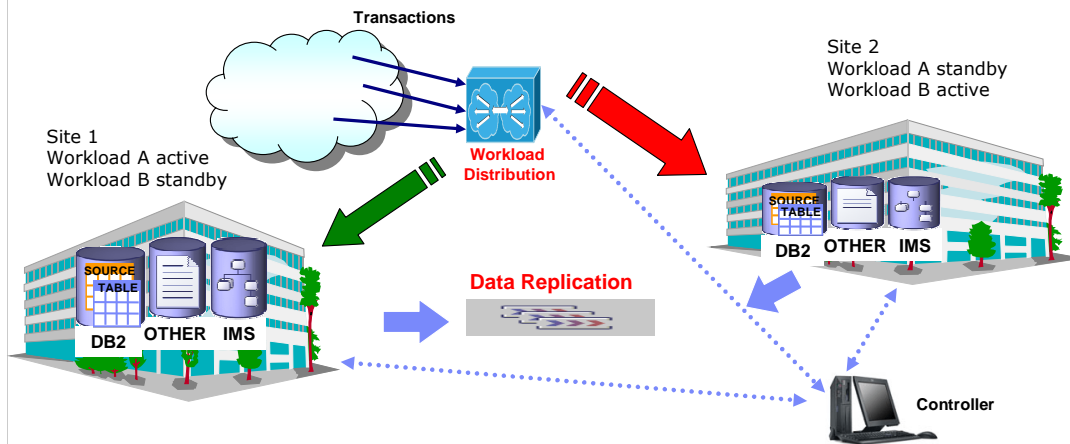 Transactions
Site 2
Workload A standby
Workload B active
Site 1
Workload A active
Workload B standby
Workload
Distribution
SOURCE
TABLE
DB2 OTHER IMS
SOURCE
TABLE
DB2 OTHER IMS
Data Replication
Controller